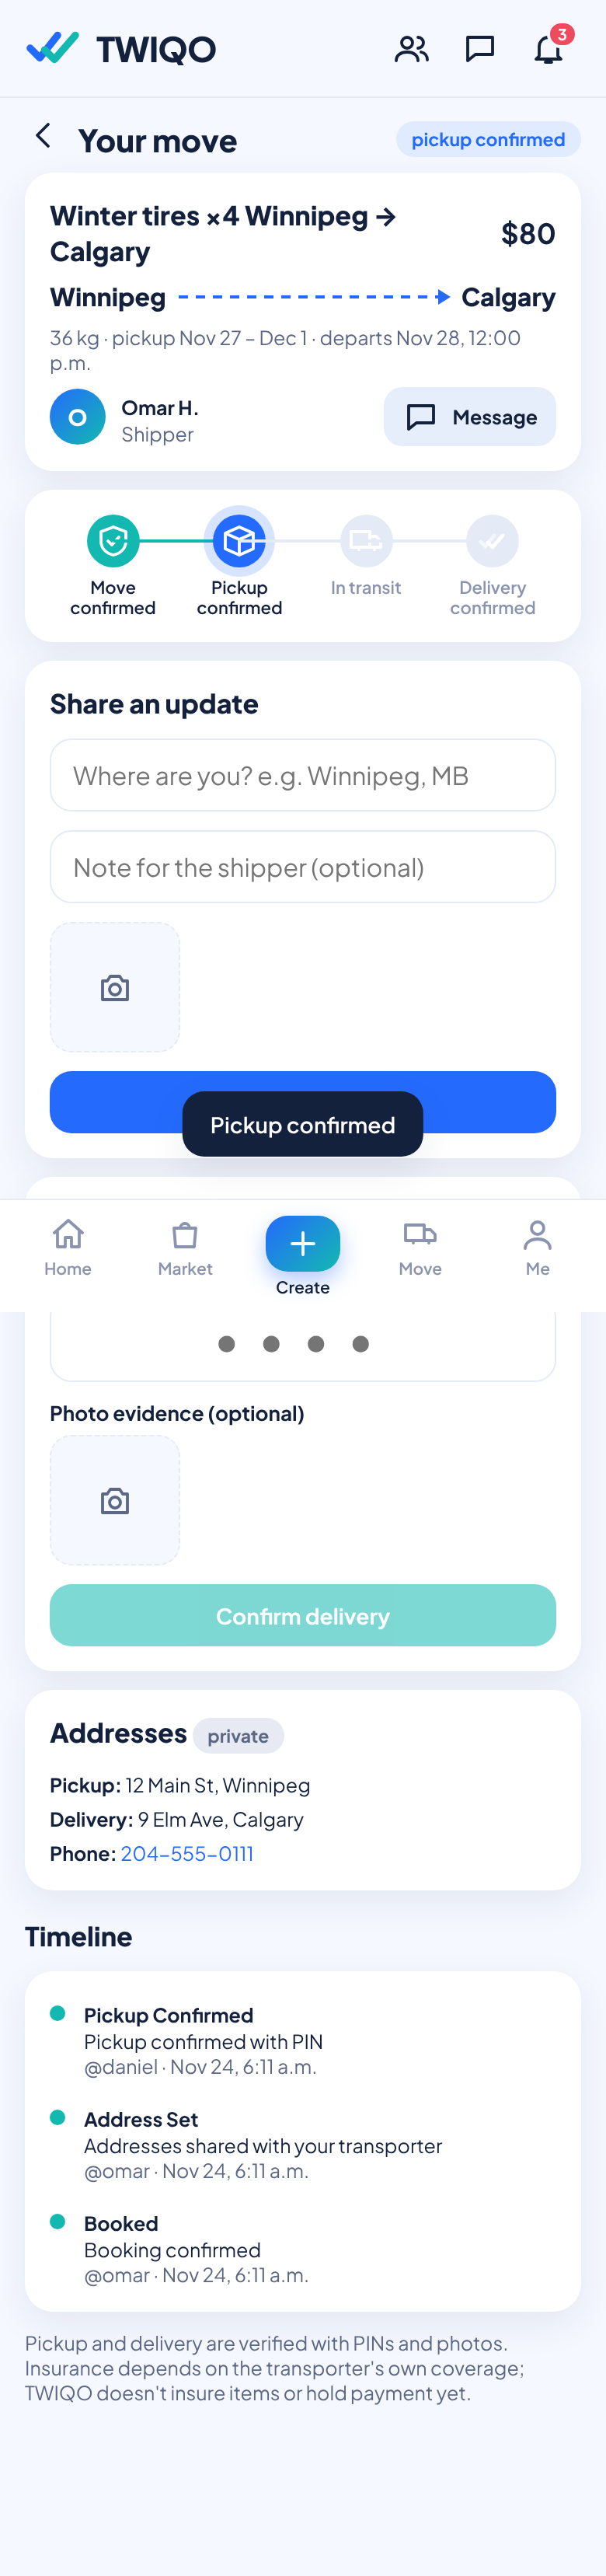 TWIQO
3
Your move
pickup confirmed
Winter tires ×4 Winnipeg →
Calgary
$80
Winnipeg
Calgary
36 kg · pickup Nov 27 – Dec 1 · departs Nov 28, 12:00
p.m.
O
Omar H.
Shipper
Message
Move
confirmed
Pickup
confirmed
In transit
Delivery
confirmed
Share an update
Where are you? e.g. Winnipeg, MB
Note for the shipper (optional)
Pickup confirmed
Home
Market
Create
Move
Me
Photo evidence (optional)
Confirm delivery
Addresses
private
Pickup: 12 Main St, Winnipeg
Delivery: 9 Elm Ave, Calgary
Phone: 204-555-0111
Timeline
Pickup Confirmed
Pickup confirmed with PIN
@daniel · Nov 24, 6:11 a.m.
Address Set
Addresses shared with your transporter
@omar · Nov 24, 6:11 a.m.
Booked
Booking confirmed
@omar · Nov 24, 6:11 a.m.
Pickup and delivery are verified with PINs and photos.
Insurance depends on the transporter's own coverage;
TWIQO doesn't insure items or hold payment yet.